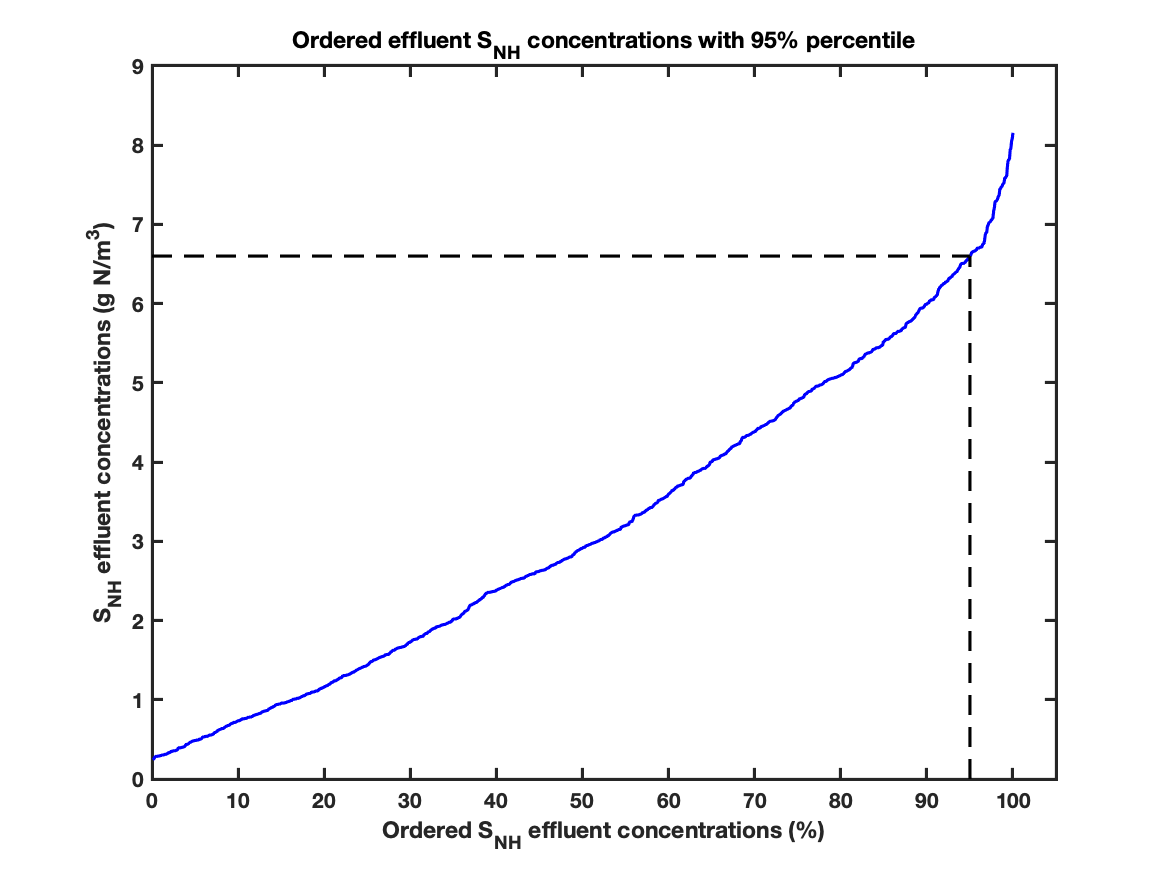 Ordered effluent S_NH concentrations with 95% percentile
9
8
7
6
5
4
3
2
1
0
S_NH effluent concentrations (g N/m³)
0 10 20 30 40 50 60 70 80 90 100
Ordered S_NH effluent concentrations (%)